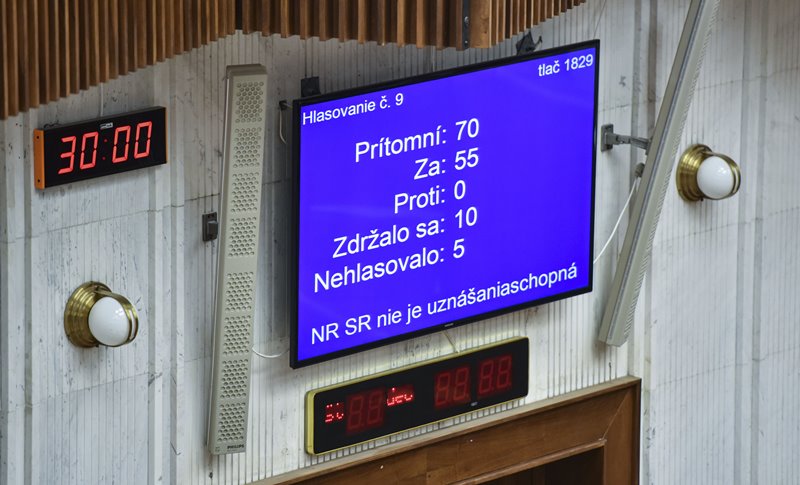 Hlasovanie č. 9
tlač 1829
30:00
Prítomní: 70
Za: 55
Proti: 0
Zdržalo sa: 10
Nehlasovalo: 5
NR SR nie je uznášaniaschopná
PHILIPS